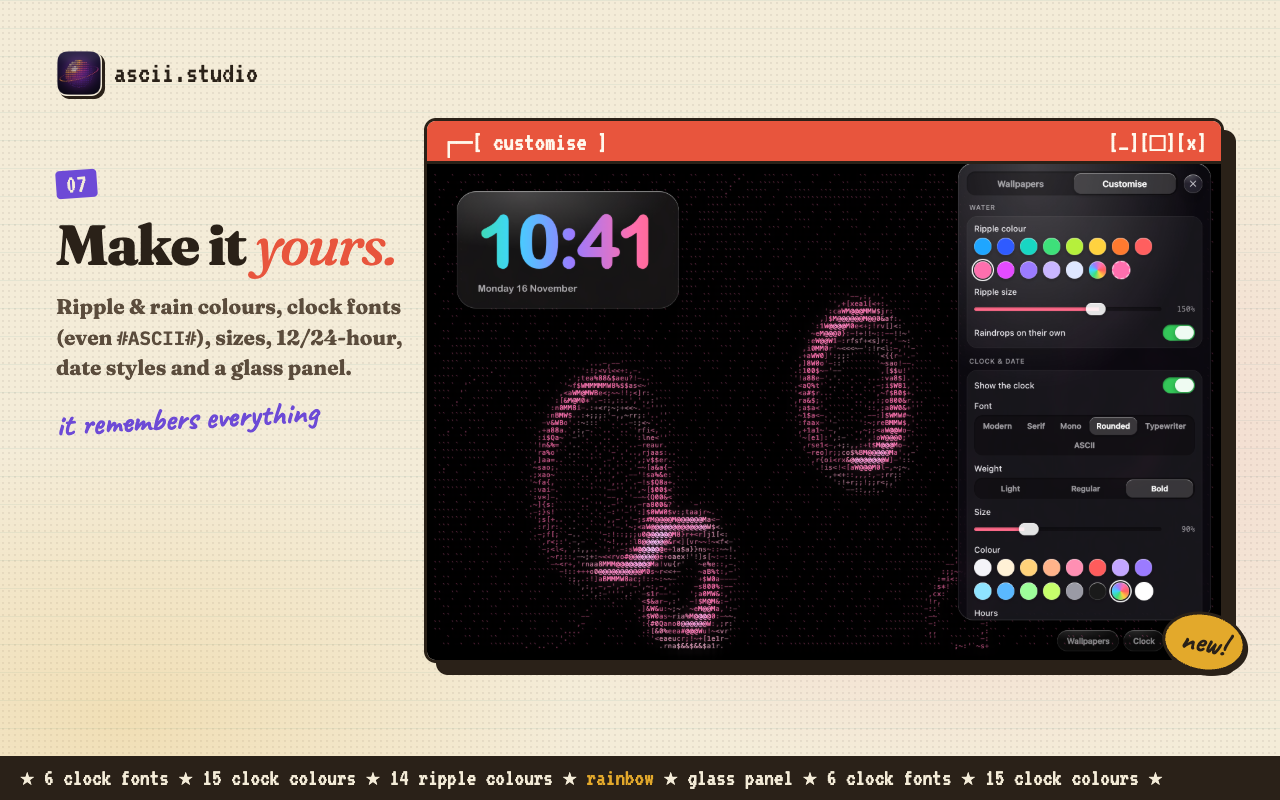 ascii.studio
07
Make it yours.
Ripple & rain colours, clock fonts
(even #ASCII#), sizes, 12/24-hour,
date styles and a glass panel.
it remembers everything
┌─[ customise ]
[_][□][x]
10:41
Monday 16 November
Wallpapers
Customise
WATER
Ripple colour
Ripple size
150%
Raindrops on their own
CLOCK & DATE
Show the clock
Font
Modern Serif Mono Rounded Typewriter
ASCII
Weight
Light Regular Bold
Size
90%
Colour
Hours
Wallpapers
Clock
new!
★ 6 clock fonts ★ 15 clock colours ★ 14 ripple colours ★ rainbow ★ glass panel ★ 6 clock fonts ★ 15 clock colours ★